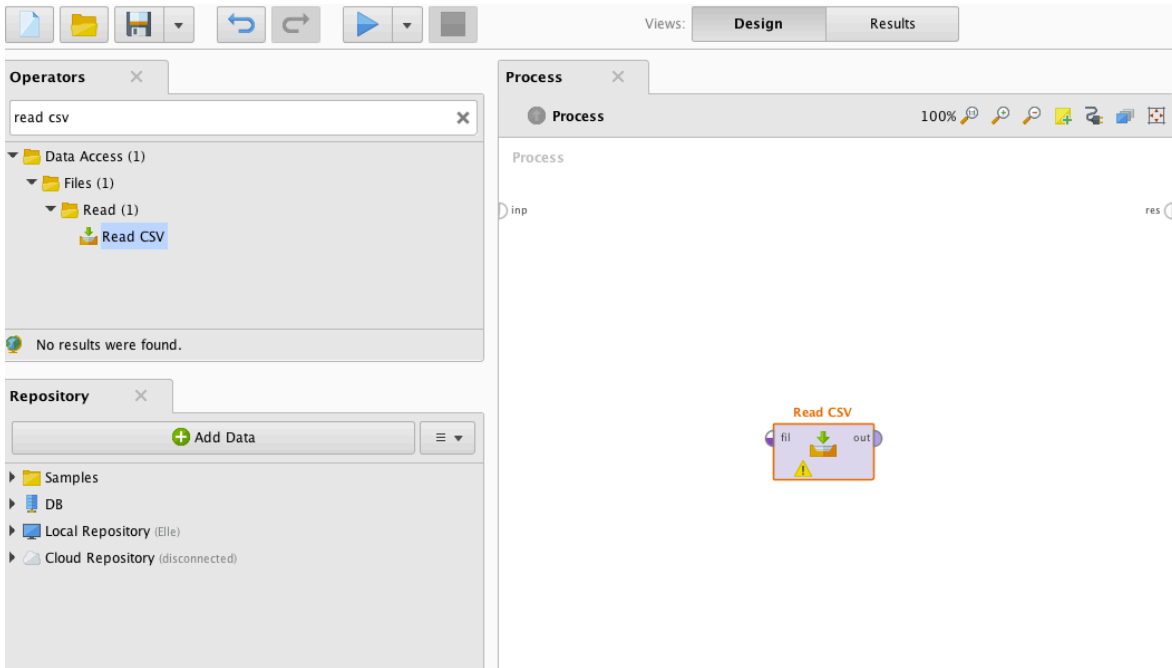 Views:
Design
Results
Operators
read csv
Data Access (1)
Files (1)
Read (1)
Read CSV
No results were found.
Repository
Add Data
Samples
DB
Local Repository (Elle)
Cloud Repository (disconnected)
Process
Process
100%
Process
inp
res
Read CSV
fil
out